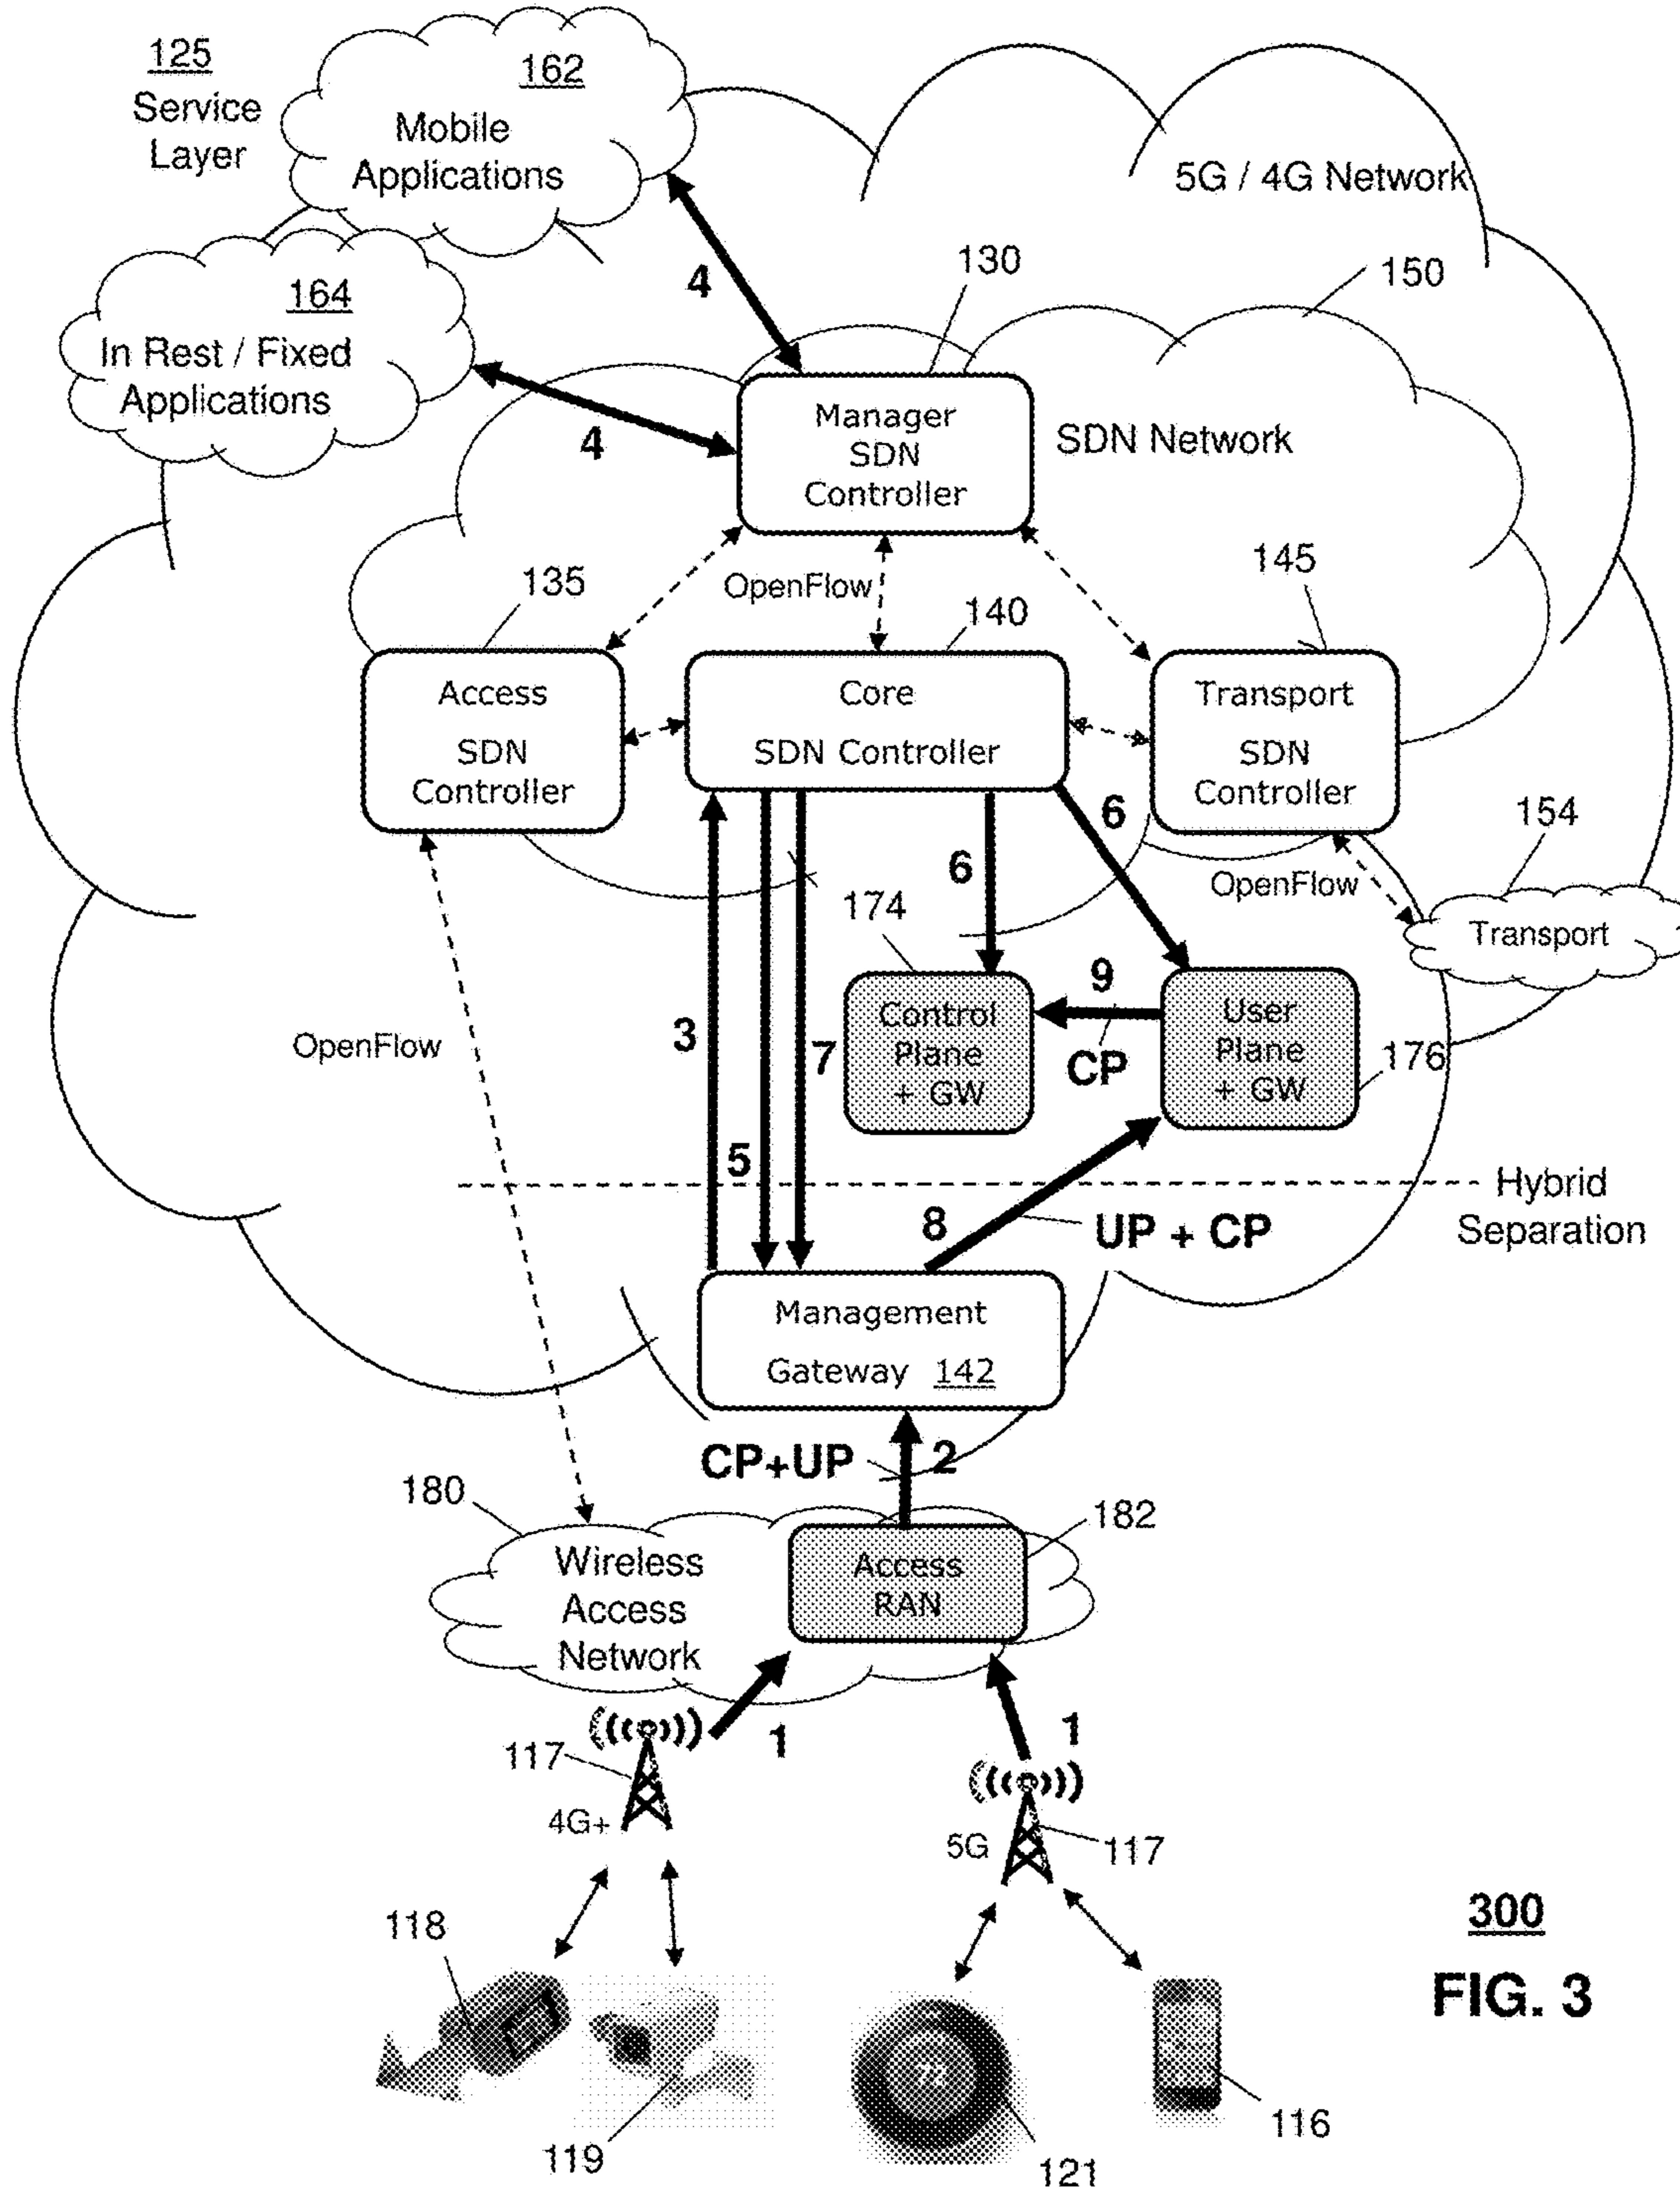 125
Service
Layer
162
Mobile
Applications
5G / 4G Network
164
In Rest / Fixed
Applications
4
4
130
150
Manager
SDN
Controller
SDN Network
OpenFlow
135
140
145
Access
SDN
Controller
Core
SDN Controller
Transport
SDN
Controller
6
6
154
OpenFlow
Transport
174
9
Control
Plane
+ GW
CP
User
Plane
+ GW
176
OpenFlow
3
7
5
Hybrid
Separation
8
UP + CP
Management
Gateway 142
CP+UP
2
180
182
Wireless
Access
Network
Access
RAN
1
1
117
4G+
5G
117
118
119
121
116
300
FIG. 3